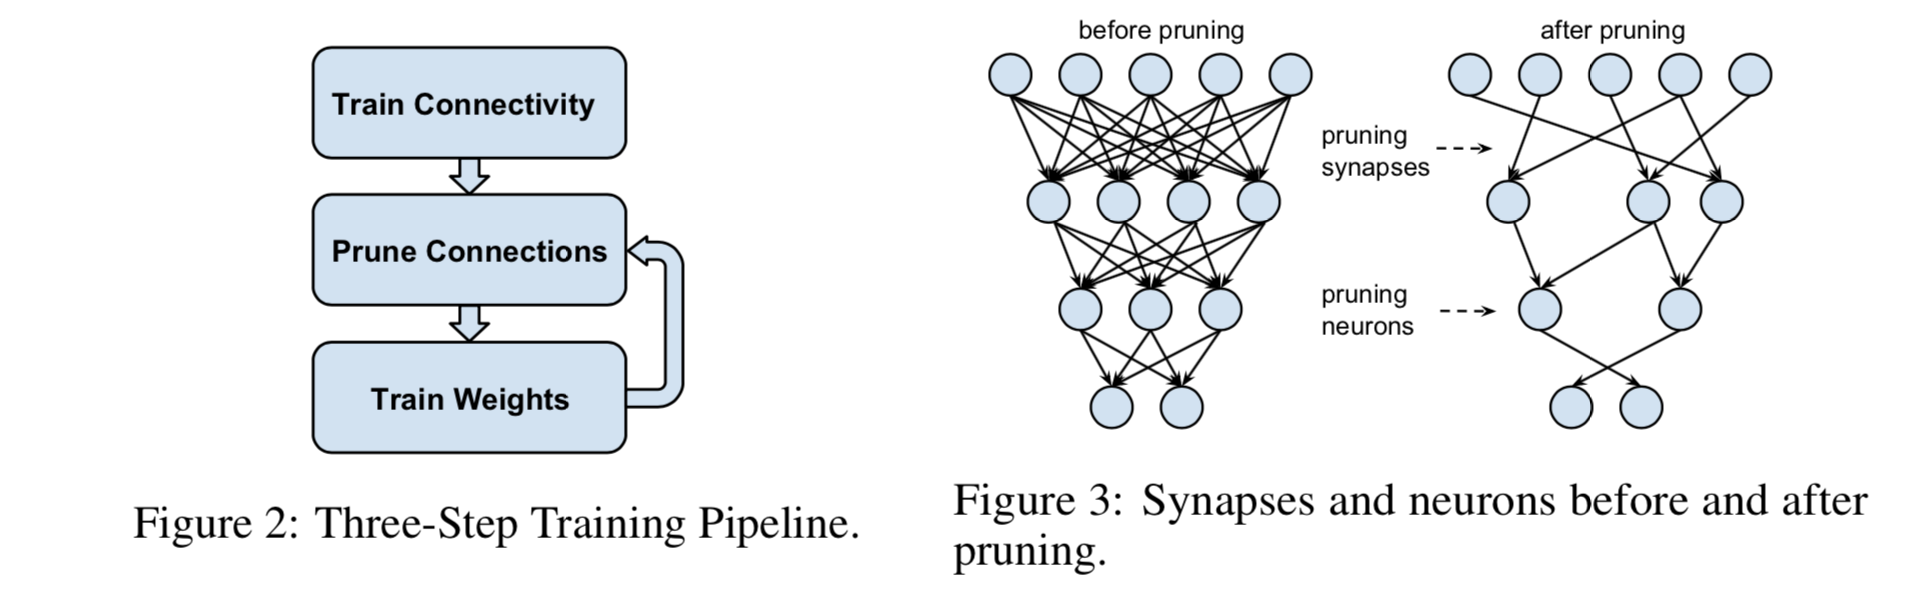 Train Connectivity
Prune Connections
Train Weights
Figure 2: Three-Step Training Pipeline.
before pruning
after pruning
pruning
synapses
pruning
neurons
Figure 3: Synapses and neurons before and after
pruning.